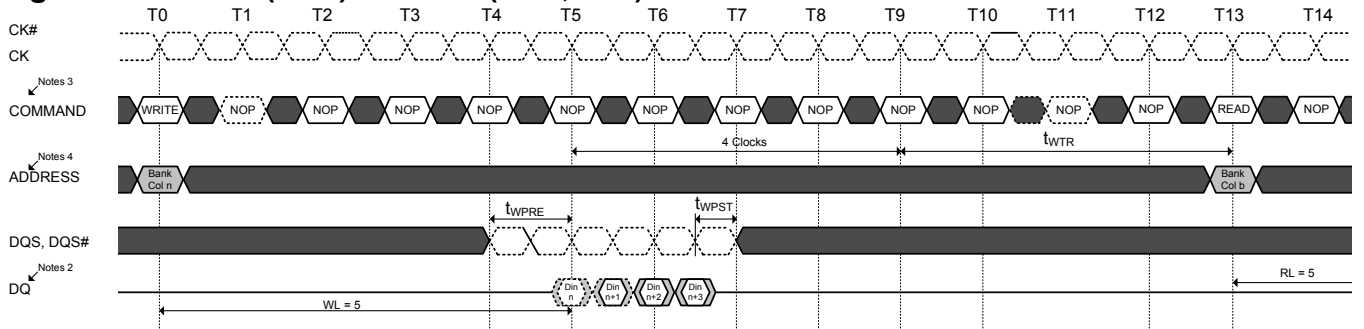 T0 T1 T2 T3 T4 T5 T6 T7 T8 T9 T10 T11 T12 T13 T14
CK#
CK
Notes 3
COMMAND
WRITE NOP NOP NOP NOP NOP NOP NOP NOP NOP NOP NOP NOP READ NOP
4 Clocks
tWTR
Notes 4
ADDRESS
Bank
Col n
Bank
Col b
tWPRE
tWPST
DQS, DQS#
Notes 2
DQ
Din
n
Din
n+1
Din
n+2
Din
n+3
RL = 5
WL = 5